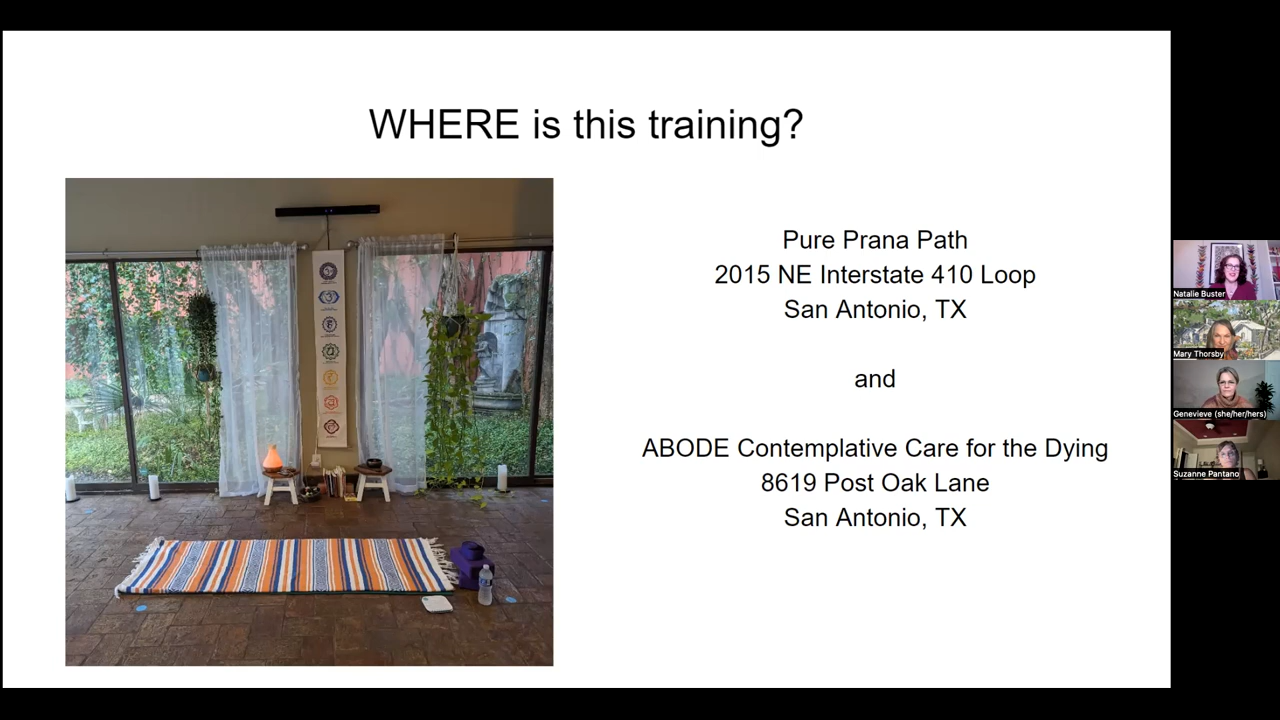 WHERE is this training?
Pure Prana Path
2015 NE Interstate 410 Loop
San Antonio, TX
and
ABODE Contemplative Care for the Dying
8619 Post Oak Lane
San Antonio, TX
Natalie Buster
Mary Thorsby
Genevieve (she/her/hers)
Suzanne Pantano